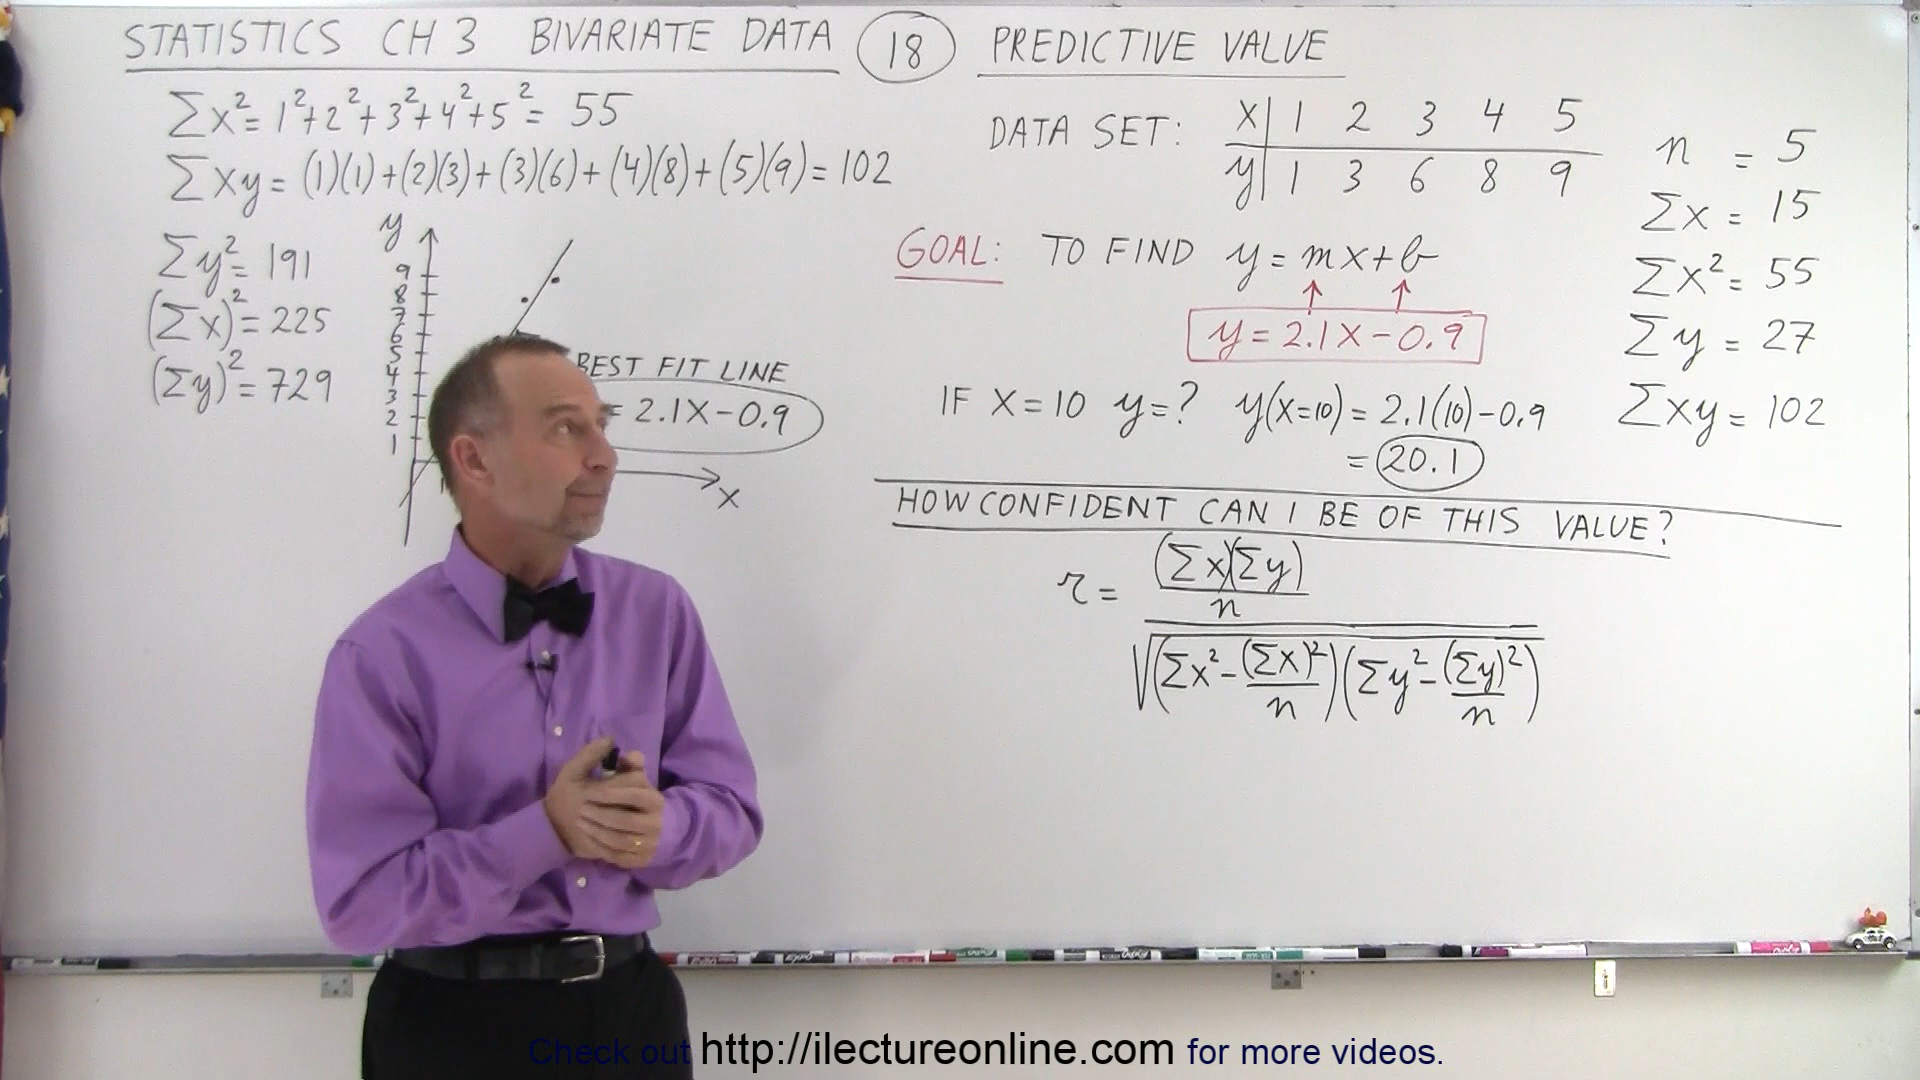 STATISTICS CH 3 BIVARIATE DATA 18 PREDICTIVE VALUE
∑x² = 1²+2²+3²+4²+5² = 55
∑xy = (1)(1)+(2)(3)+(3)(6)+(4)(8)+(5)(9) = 102
∑y² = 191
(∑x)² = 225
(∑y)² = 729
y
9
8
7
6
5
4
3
2
1
x
BEST FIT LINE
= 2.1x-0.9
DATA SET:
x | 1 2 3 4 5
y | 1 3 6 8 9
GOAL: TO FIND y = mx+b
y = 2.1x-0.9
IF x=10 y=? y(x=10) = 2.1(10)-0.9
= 20.1
n = 5
∑x = 15
∑x² = 55
∑y = 27
∑xy = 102
HOW CONFIDENT CAN I BE OF THIS VALUE?
r = ((∑x)(∑y)/n) / √((∑x² - (∑x)²/n)(∑y² - (∑y)²/n))
Check out http://ilectureonline.com for more videos.